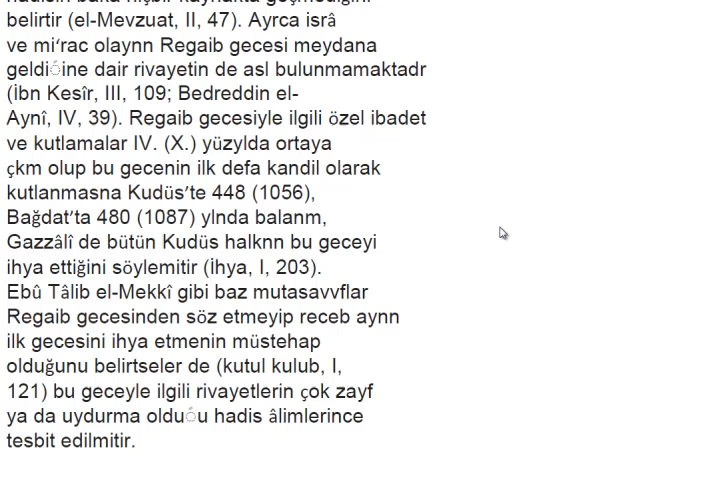 belirtir (el-Mevzuat, II, 47). Ayrca isrâ
ve mi'rac olaynn Regaib gecesi meydana
geldiine dair rivayetin de asl bulunmamaktadr
(İbn Kesîr, III, 109; Bedreddin el-
Aynî, IV, 39). Regaib gecesiyle ilgili özel ibadet
ve kutlamalar IV. (X.) yüzylda ortaya
çkm olup bu gecenin ilk defa kandil olarak
kutlanmasna Kudüs'te 448 (1056),
Bağdat'ta 480 (1087) ylnda balanm,
Gazzâlî de bütün Kudüs halknn bu geceyi
ihya ettiğini söylemitir (İhya, I, 203).
Ebû Tâlib el-Mekkî gibi baz mutasavvflar
Regaib gecesinden söz etmeyip receb aynn
ilk gecesini ihya etmenin müstehap
olduğunu belirtseler de (kutul kulub, I,
121) bu geceyle ilgili rivayetlerin çok zayf
ya da uydurma olduu hadis âlimlerince
tesbit edilmitir.